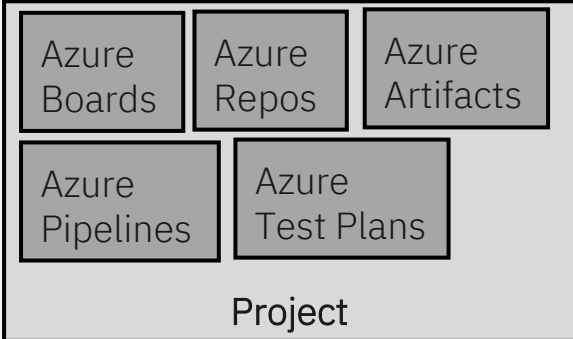 Azure
Boards
Azure
Repos
Azure
Artifacts
Azure
Pipelines
Azure
Test Plans
Project